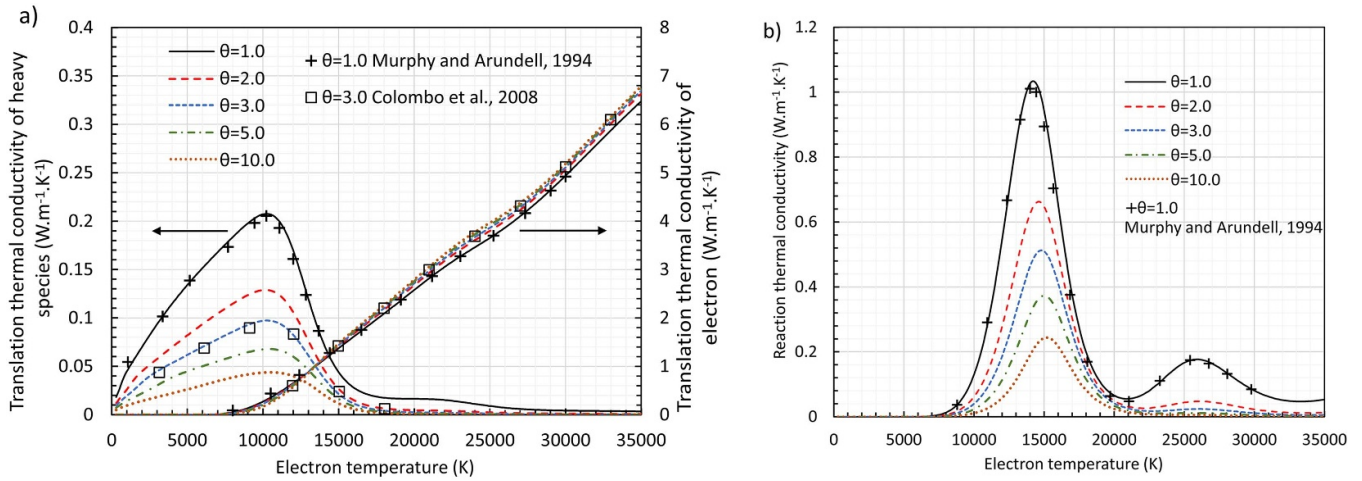 a)
Translation thermal conductivity of heavy
species (W.m⁻¹.K⁻¹)
0.4
0.35
0.3
0.25
0.2
0.15
0.1
0.05
0
θ=1.0
θ=2.0
θ=3.0
θ=5.0
θ=10.0
θ=1.0 Murphy and Arundell, 1994
θ=3.0 Colombo et al., 2008
8
7
6
5
4
3
2
1
0
Translation thermal conductivity of
electron (W.m⁻¹.K⁻¹)
0 5000 10000 15000 20000 25000 30000 35000
Electron temperature (K)
b)
Reaction thermal conductivity (W.m⁻¹.K⁻¹)
1.2
1
0.8
0.6
0.4
0.2
0
θ=1.0
θ=2.0
θ=3.0
θ=5.0
θ=10.0
+θ=1.0
Murphy and Arundell, 1994
0 5000 10000 15000 20000 25000 30000 35000
Electron temperature (K)